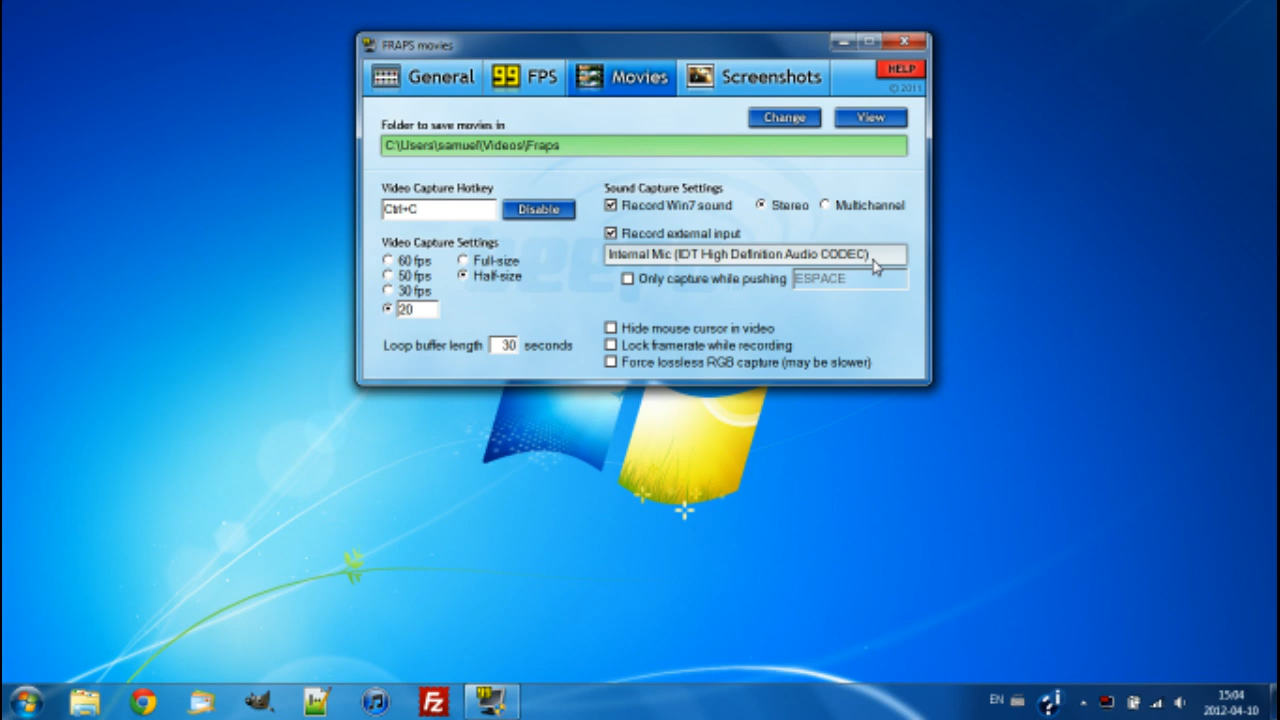 FRAPS movies
General
99 FPS
Movies
Screenshots
HELP
© 2011
Folder to save movies in
Change
View
C:\Users\samuel\Videos\Fraps
Video Capture Hotkey
Ctrl+C
Disable
Video Capture Settings
60 fps
Full-size
50 fps
Half-size
30 fps
20
Loop buffer length 30 seconds
Sound Capture Settings
Record Win7 sound
Stereo
Multichannel
Record external input
Internal Mic (IDT High Definition Audio CODEC)
Only capture while pushing ESPACE
Hide mouse cursor in video
Lock framerate while recording
Force lossless RGB capture (may be slower)
Fz
99
EN
15:04
2012-04-10